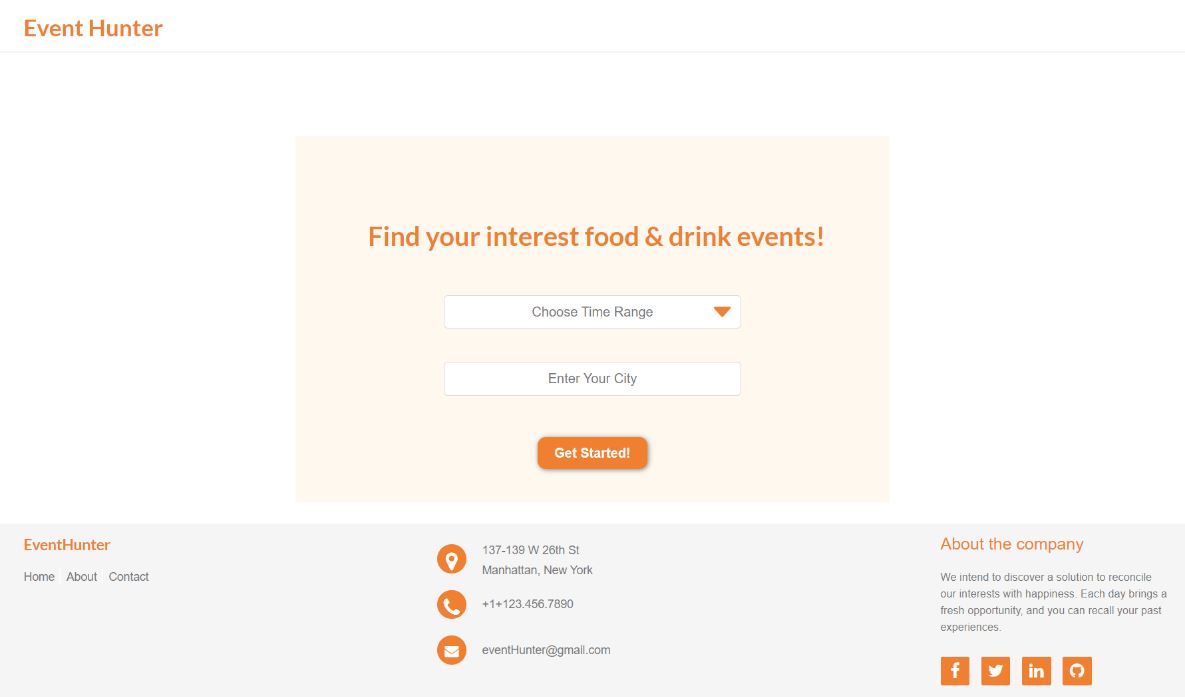 Event Hunter
Find your interest food & drink events!
Choose Time Range
Enter Your City
Get Started!
EventHunter
Home About Contact
137-139 W 26th St
Manhattan, New York
+1+123.456.7890
eventHunter@gmail.com
About the company
We intend to discover a solution to reconcile
our interests with happiness. Each day brings a
fresh opportunity, and you can recall your past
experiences.